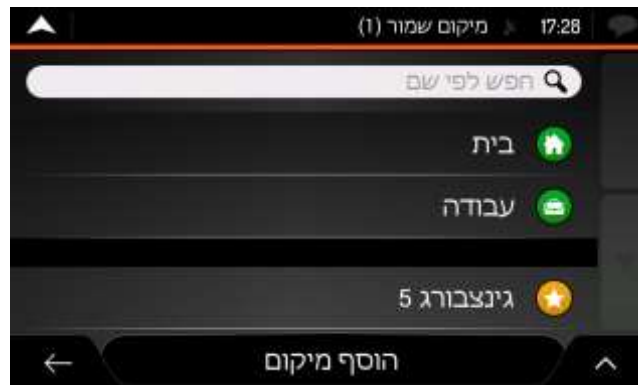 17:28 מיקום שמור (1)
חפש לפי שם
בית
עבודה
גינצבורג 5
הוסף מיקום